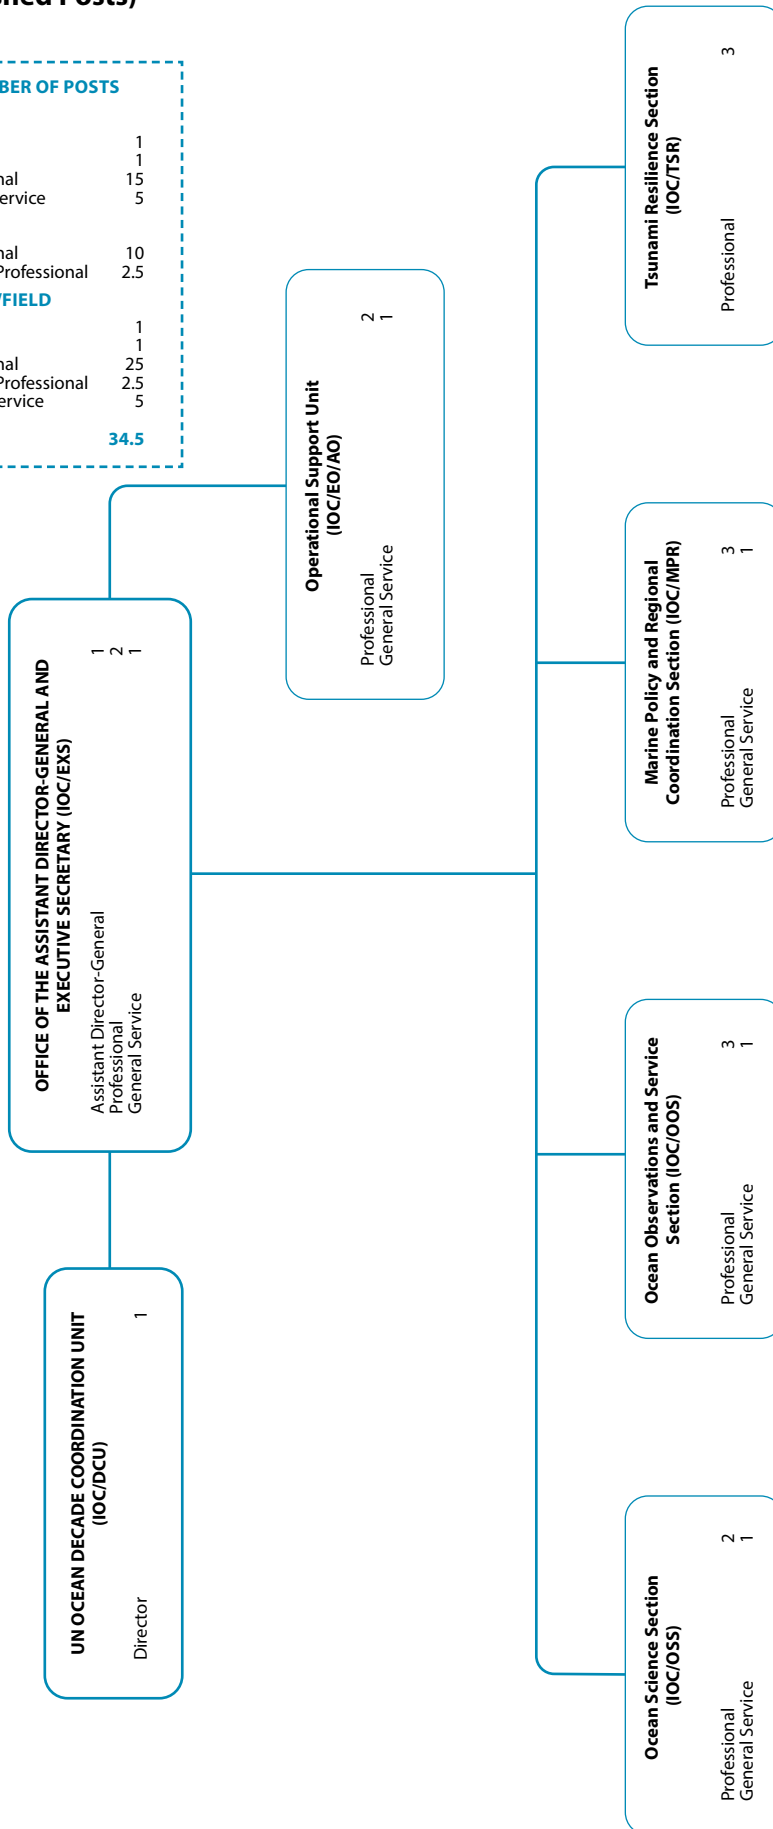 shed Posts)
BER OF POSTS
1
1
nal 15
ervice 5
nal 10
Professional 2.5
/FIELD
1
1
nal 25
Professional 2.5
ervice 5
34.5
OFFICE OF THE ASSISTANT DIRECTOR-GENERAL AND
EXECUTIVE SECRETARY (IOC/EXS)
Assistant Director-General 1
Professional 2
General Service 1
UN OCEAN DECADE COORDINATION UNIT
(IOC/DCU)
Director 1
Operational Support Unit
(IOC/EO/AO)
Professional 2
General Service 1
Ocean Science Section
(IOC/OSS)
Professional 2
General Service 1
Ocean Observations and Service
Section (IOC/OOS)
Professional 3
General Service 1
Marine Policy and Regional
Coordination Section (IOC/MPR)
Professional 3
General Service 1
Tsunami Resilience Section
(IOC/TSR)
Professional 3